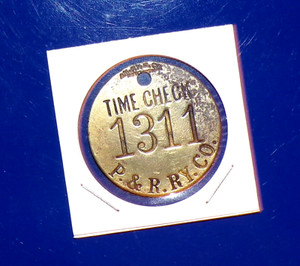 TIME CHECK
1311
P. & R. RY. CO.